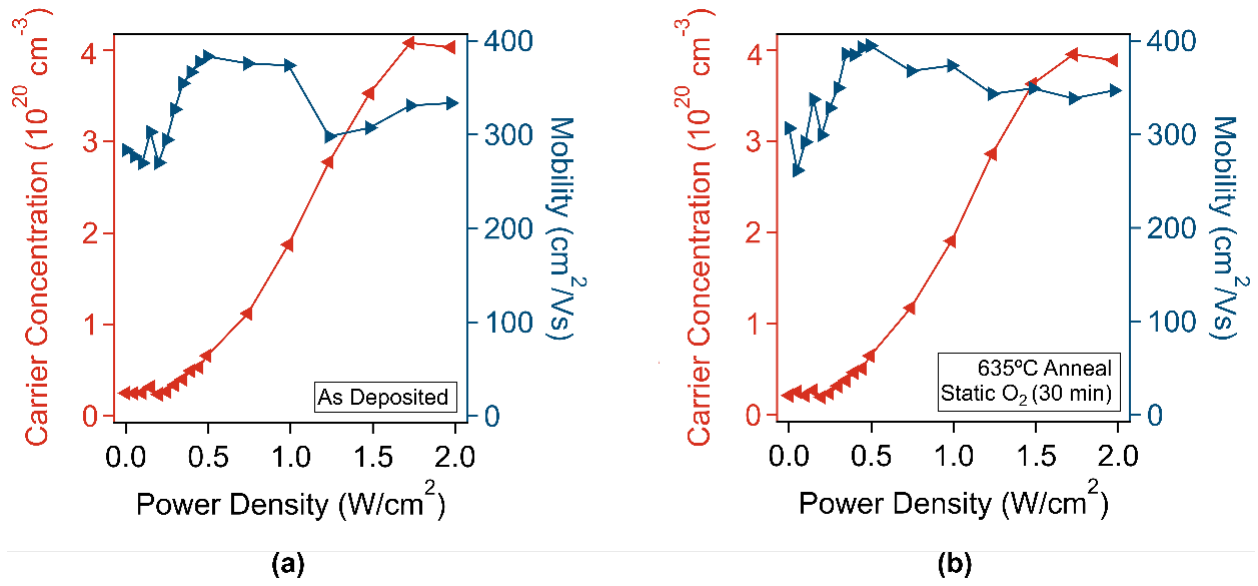 Carrier Concentration (10^20 cm^-3)
4
3
2
1
0
400
300
200
100
0
Mobility (cm^2/Vs)
As Deposited
0.0 0.5 1.0 1.5 2.0
Power Density (W/cm^2)
(a)
Carrier Concentration (10^20 cm^-3)
4
3
2
1
0
400
300
200
100
0
Mobility (cm^2/Vs)
635ºC Anneal
Static O2 (30 min)
0.0 0.5 1.0 1.5 2.0
Power Density (W/cm^2)
(b)